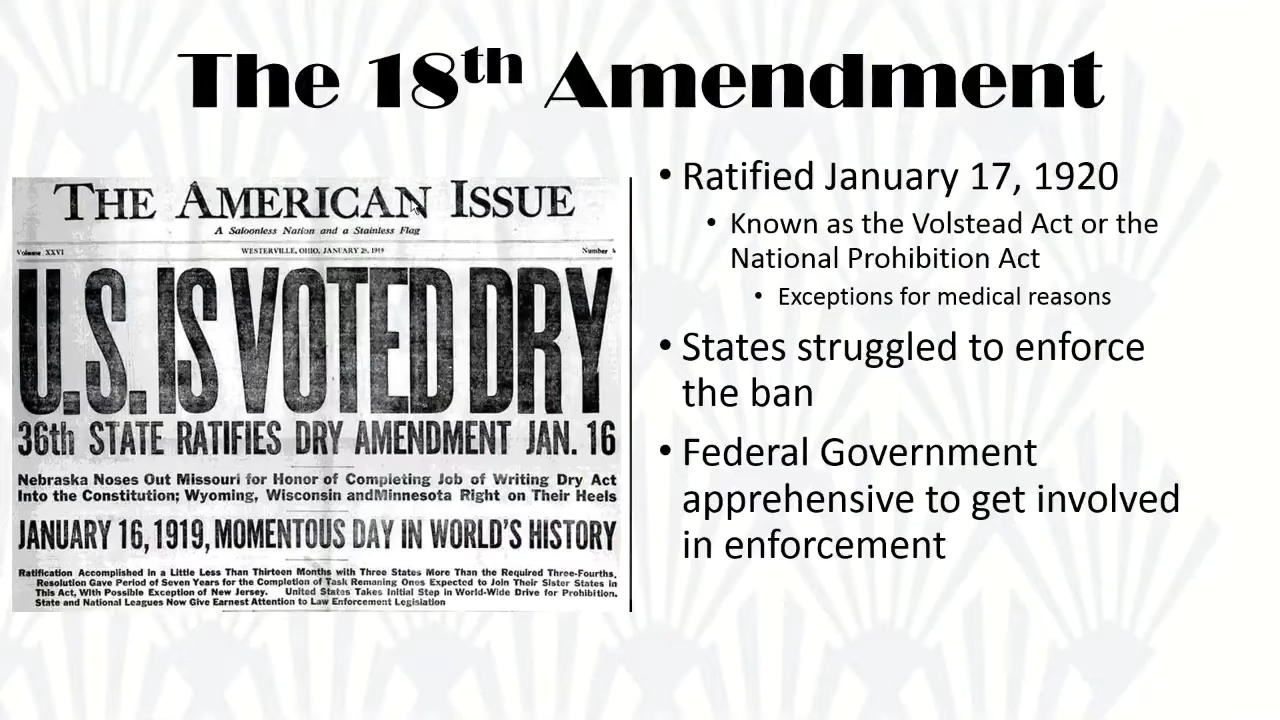 The 18th Amendment
THE AMERICAN ISSUE
A Saloonless Nation and a Stainless Flag
Volume XXVI WESTERVILLE, OHIO, JANUARY 25, 1919 Number
U.S. IS VOTED DRY
36th STATE RATIFIES DRY AMENDMENT JAN. 16
Nebraska Noses Out Missouri for Honor of Completing Job of Writing Dry Act
Into the Constitution; Wyoming, Wisconsin andMinnesota Right on Their Heels
JANUARY 16, 1919, MOMENTOUS DAY IN WORLD'S HISTORY
Ratification Accomplished in a Little Less Than Thirteen Months with Three States More Than the Required Three-Fourths,
Resolution Gave Period of Seven Years for the Completion of Task Remaning Ones Expected to Join Their Sister States in
This Act, With Possible Exception of New Jersey. United States Takes Initial Step in World-Wide Drive for Prohibition.
State and National Leagues Now Give Earnest Attention to Law Enforcement Legislation
• Ratified January 17, 1920
• Known as the Volstead Act or the
National Prohibition Act
• Exceptions for medical reasons
• States struggled to enforce
the ban
• Federal Government
apprehensive to get involved
in enforcement